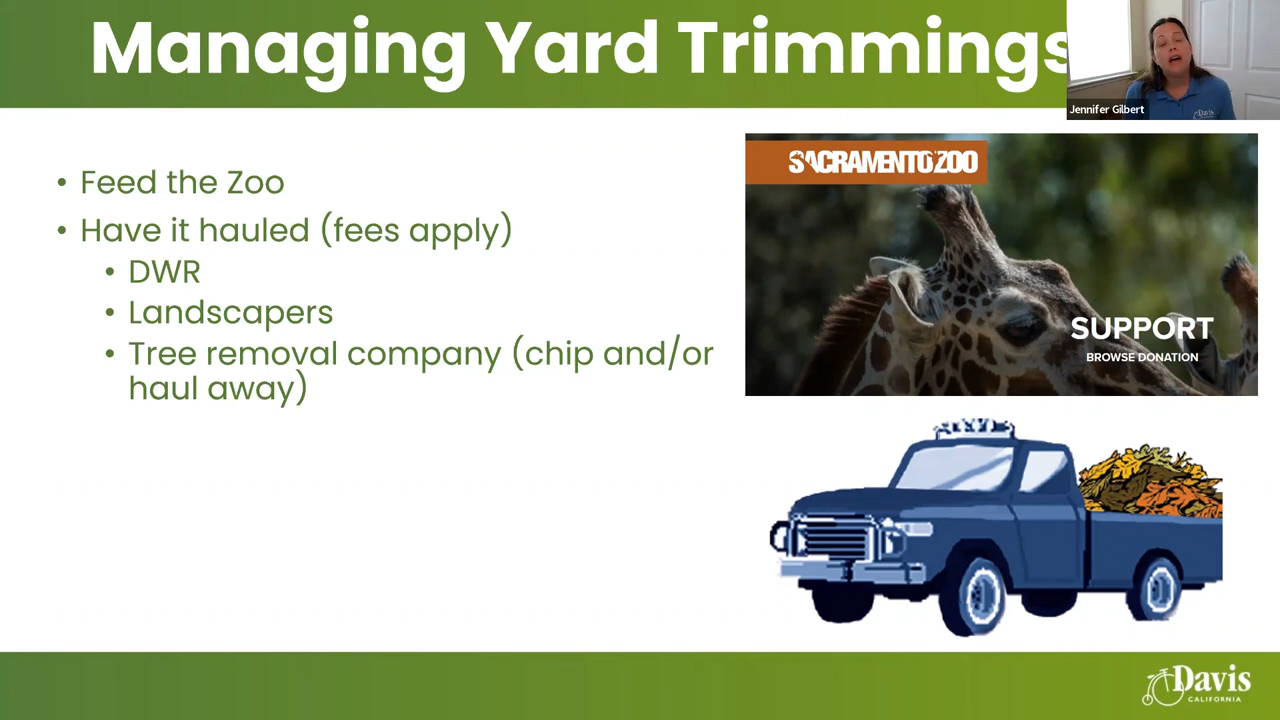 Managing Yard Trimmings
Jennifer Gilbert
Davis
• Feed the Zoo
• Have it hauled (fees apply)
• DWR
• Landscapers
• Tree removal company (chip and/or
haul away)
SACRAMENTO ZOO
SUPPORT
BROWSE DONATION
Davis
CALIFORNIA